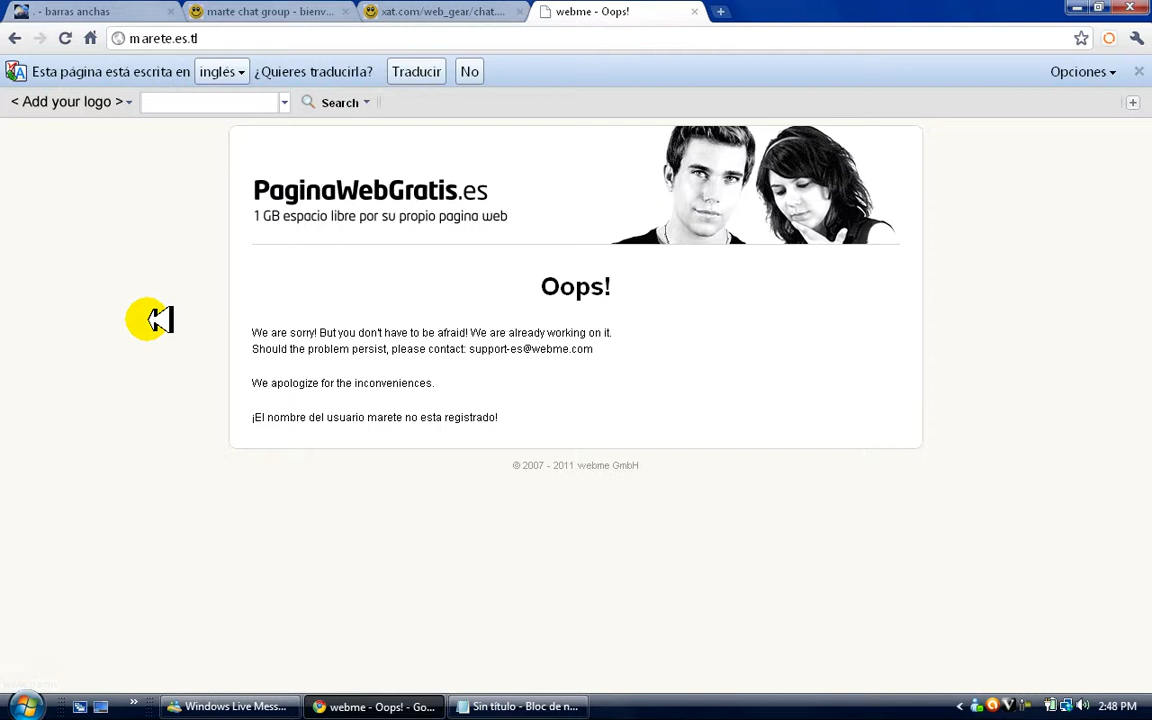 . - barras anchas
marte chat group - bienv...
xat.com/web_gear/chat....
webme - Oops!
marete.es.tl
Esta página está escrita en inglés ¿Quieres traducirla? Traducir No Opciones
< Add your logo > Search
PaginaWebGratis.es
1 GB espacio libre por su propio pagina web
Oops!
We are sorry! But you don't have to be afraid! We are already working on it.
Should the problem persist, please contact: support-es@webme.com
We apologize for the inconveniences.
¡El nombre del usuario marete no esta registrado!
© 2007 - 2011 webme GmbH
Windows Live Mess...
webme - Oops! - Go...
Sin título - Bloc de n...
2:48 PM